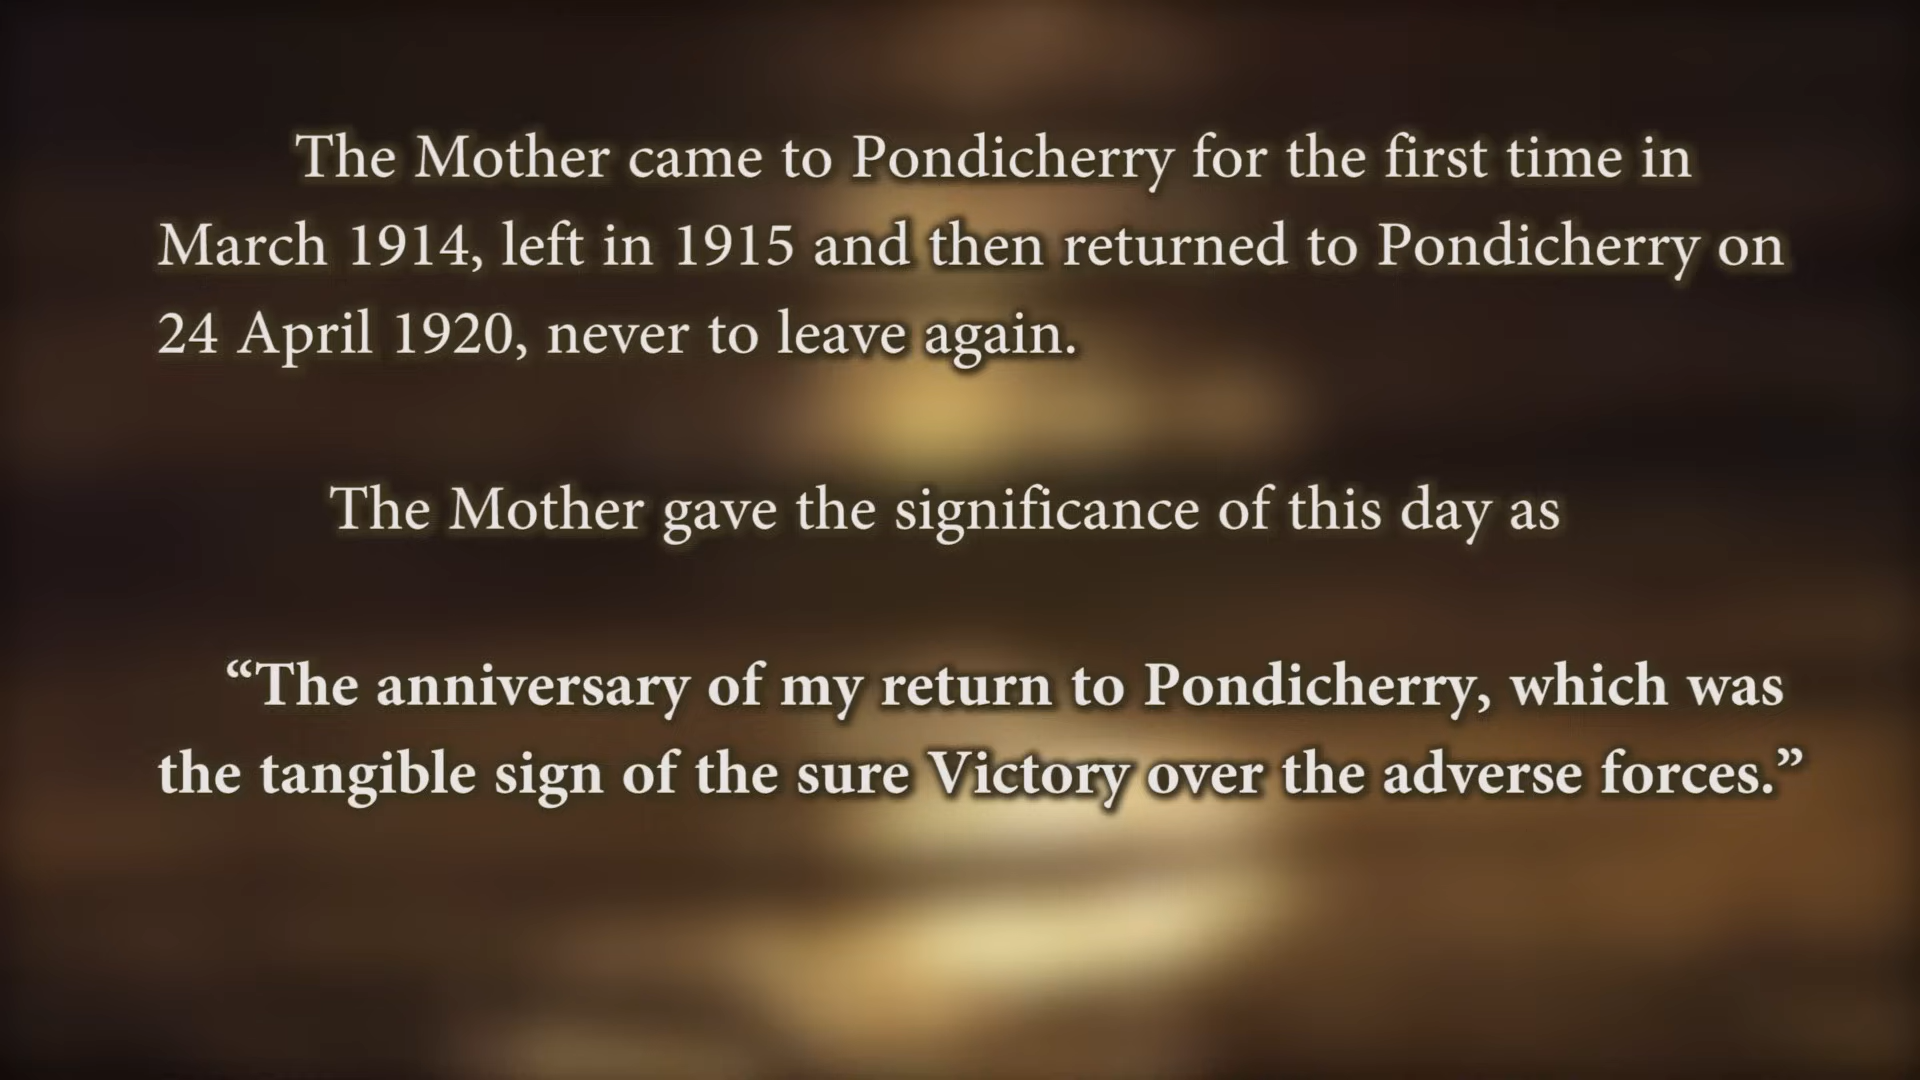 The Mother came to Pondicherry for the first time in
March 1914, left in 1915 and then returned to Pondicherry on
24 April 1920, never to leave again.
The Mother gave the significance of this day as
“The anniversary of my return to Pondicherry, which was
the tangible sign of the sure Victory over the adverse forces.”